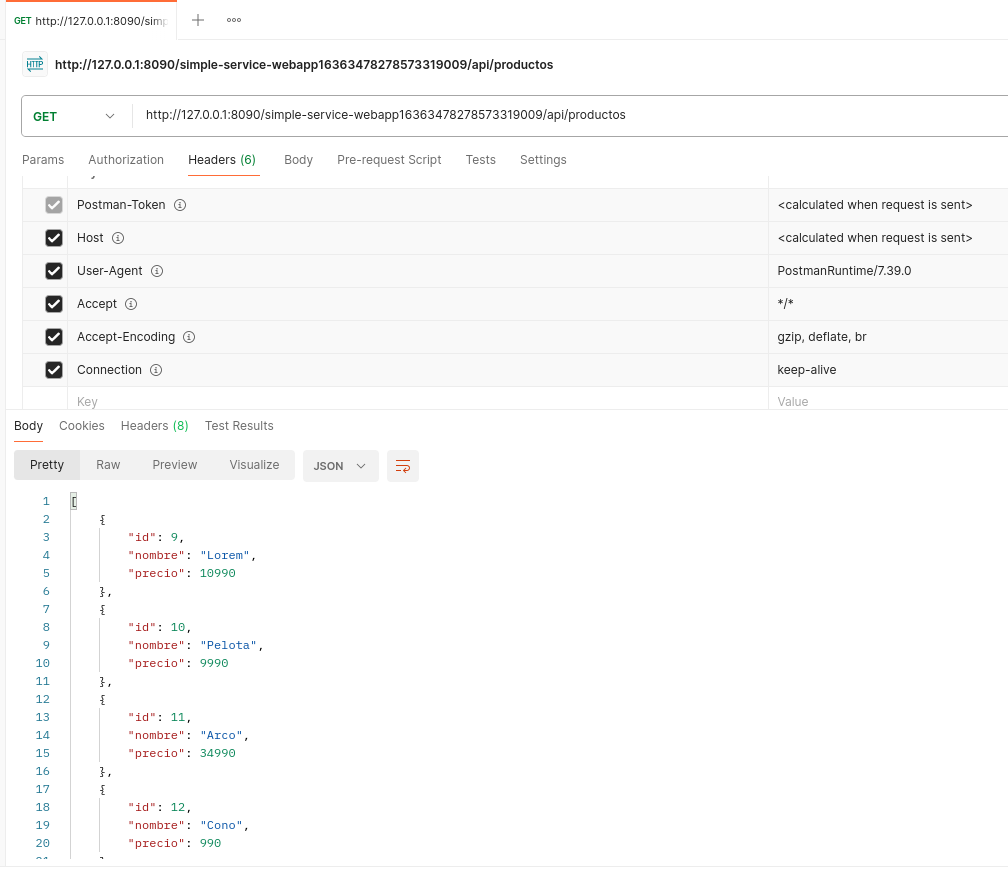 GET http://127.0.0.1:8090/simp
HTTP http://127.0.0.1:8090/simple-service-webapp16363478278573319009/api/productos
GET http://127.0.0.1:8090/simple-service-webapp16363478278573319009/api/productos
Params Authorization Headers (6) Body Pre-request Script Tests Settings
Postman-Token <calculated when request is sent>
Host <calculated when request is sent>
User-Agent PostmanRuntime/7.39.0
Accept */*
Accept-Encoding gzip, deflate, br
Connection keep-alive
Key Value
Body Cookies Headers (8) Test Results
Pretty Raw Preview Visualize JSON
1 [
2 {
3 "id": 9,
4 "nombre": "Lorem",
5 "precio": 10990
6 },
7 {
8 "id": 10,
9 "nombre": "Pelota",
10 "precio": 9990
11 },
12 {
13 "id": 11,
14 "nombre": "Arco",
15 "precio": 34990
16 },
17 {
18 "id": 12,
19 "nombre": "Cono",
20 "precio": 990